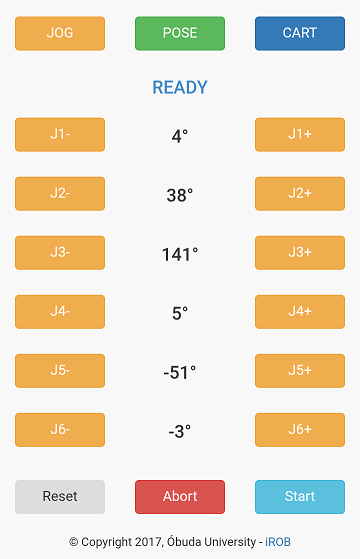 JOG POSE CART
READY
J1- 4° J1+
J2- 38° J2+
J3- 141° J3+
J4- 5° J4+
J5- -51° J5+
J6- -3° J6+
Reset Abort Start
© Copyright 2017, Óbuda University - iROB